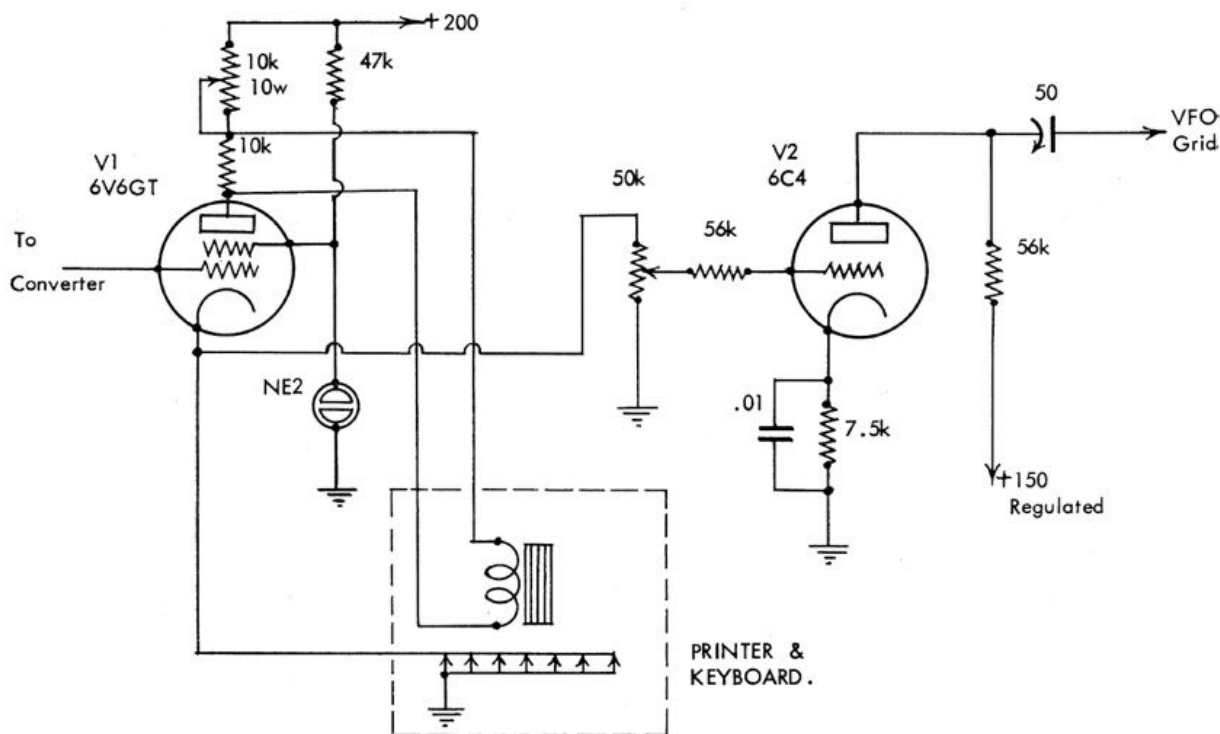 +200
10k
10w
47k
10k
V1
6V6GT
To
Converter
NE2
50k
56k
V2
6C4
50
VFO
Grid
56k
.01
7.5k
+150
Regulated
PRINTER &
KEYBOARD.